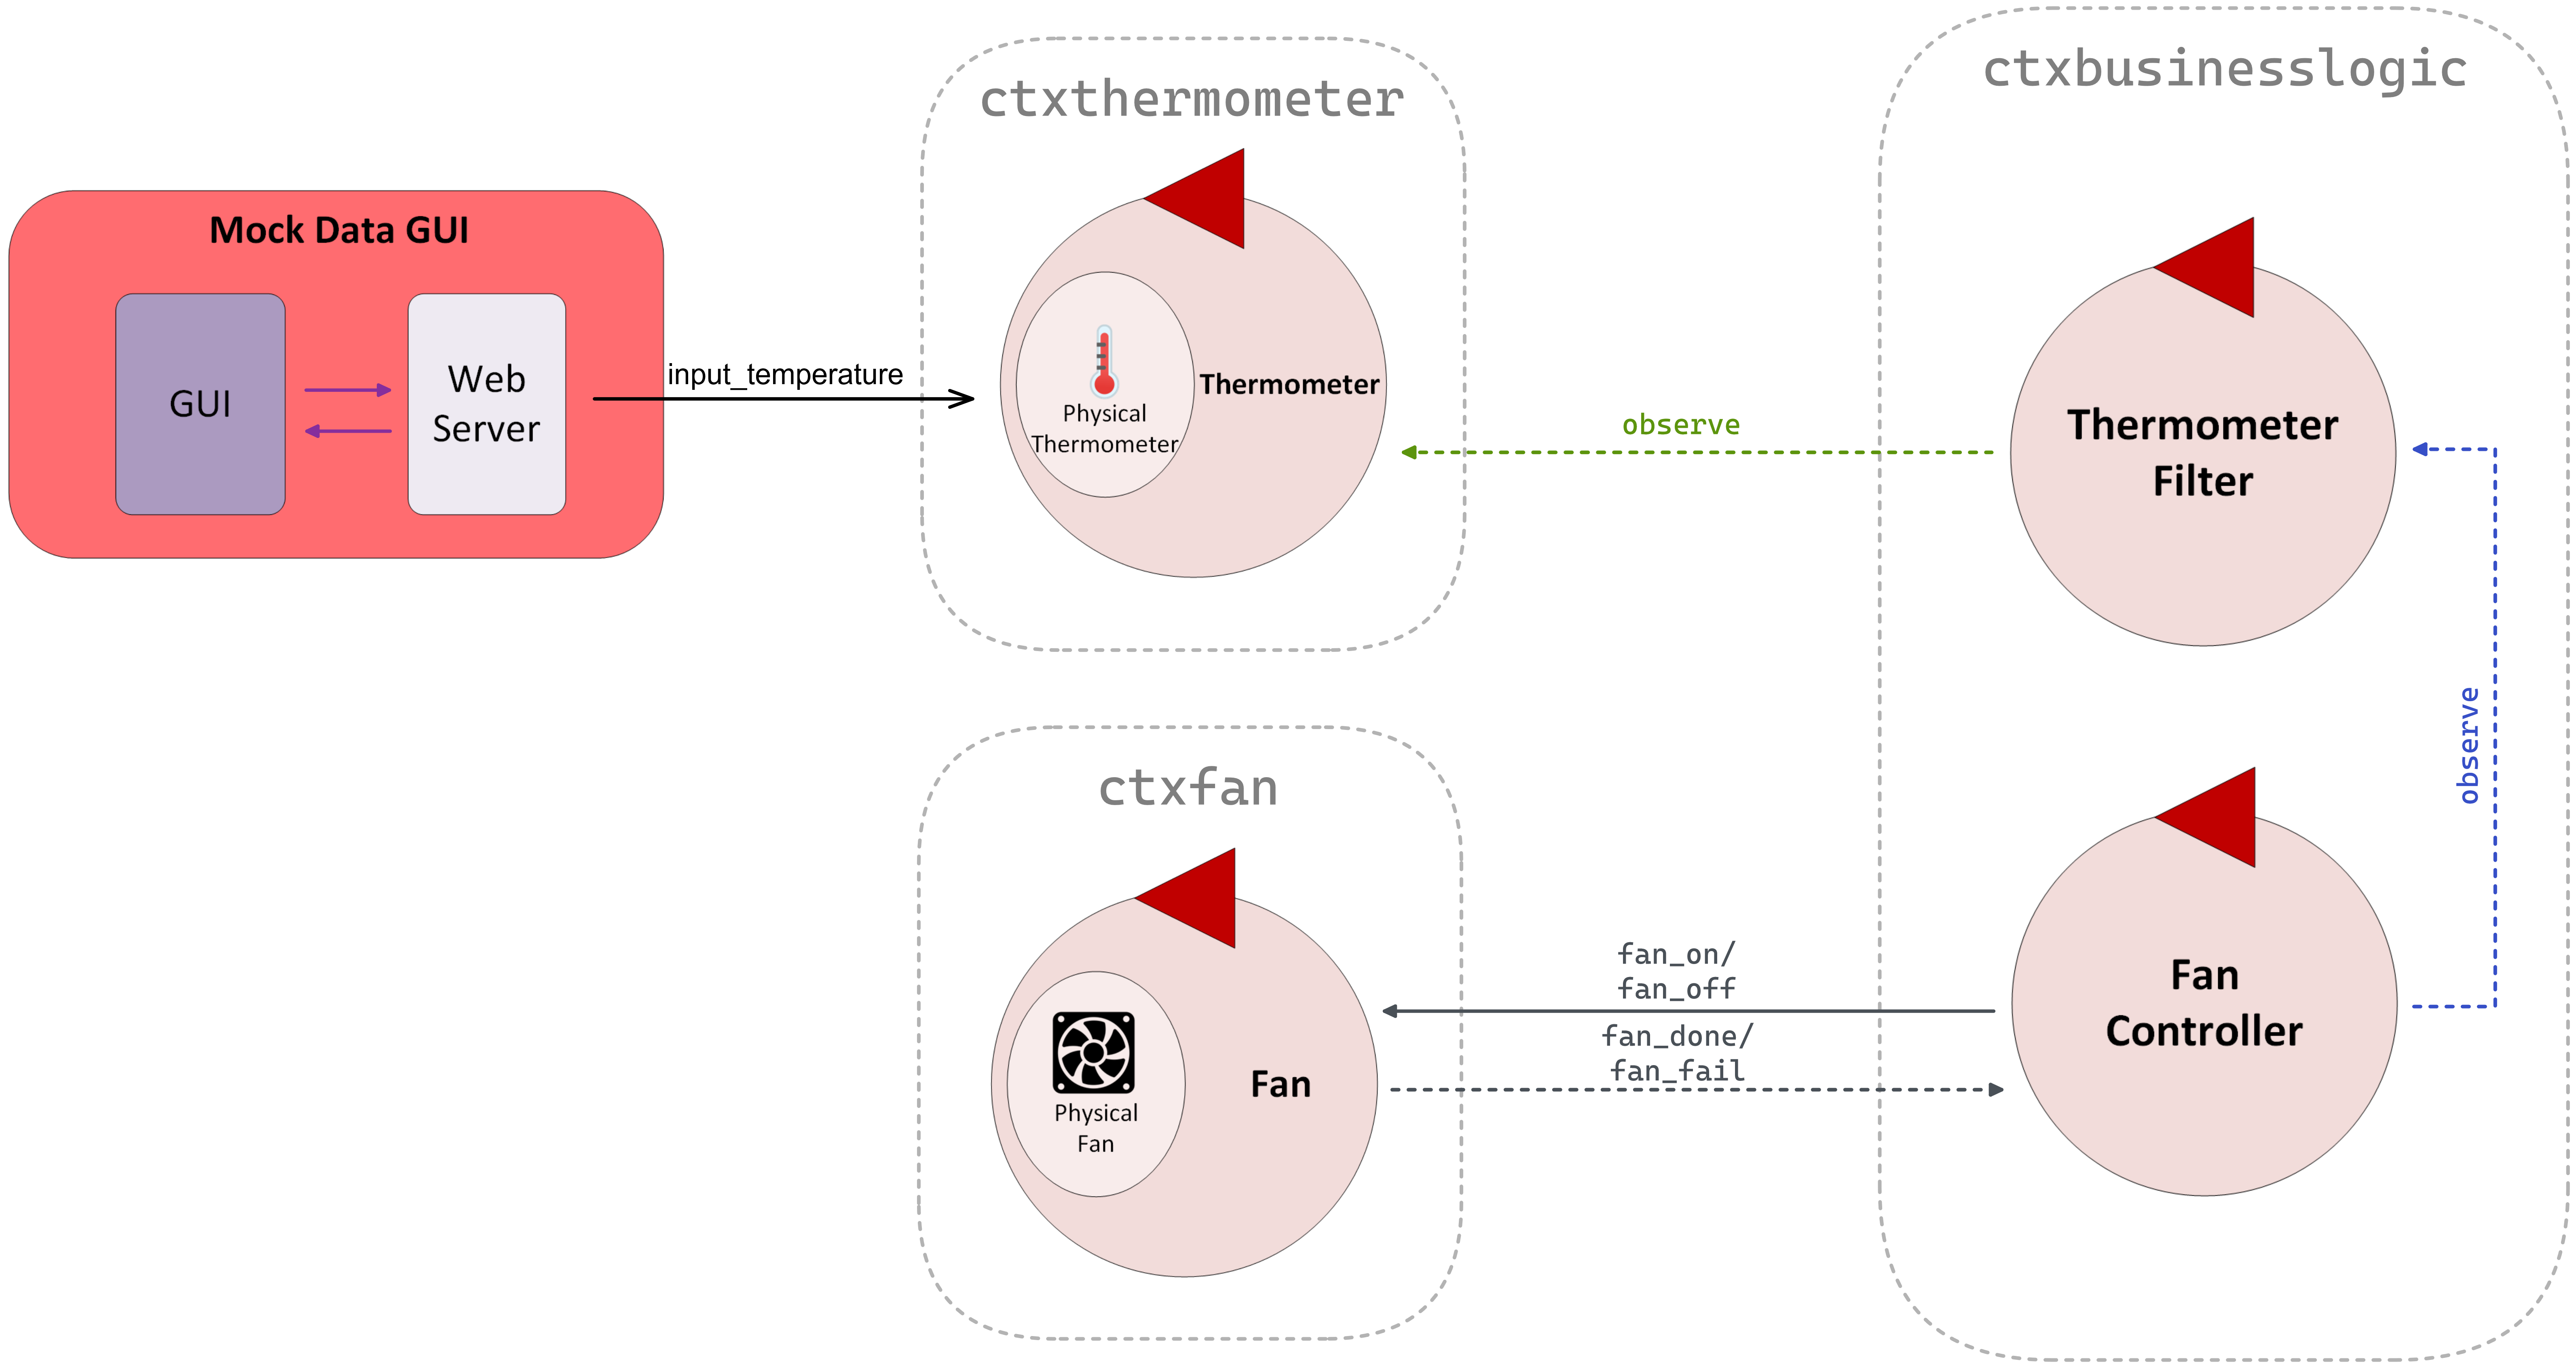 Mock Data GUI
GUI
Web
Server
input_temperature
ctxthermometer
Physical
Thermometer
Thermometer
observe
ctxbusinesslogic
Thermometer
Filter
observe
ctxfan
Physical
Fan
Fan
fan_on/
fan_off
fan_done/
fan_fail
Fan
Controller